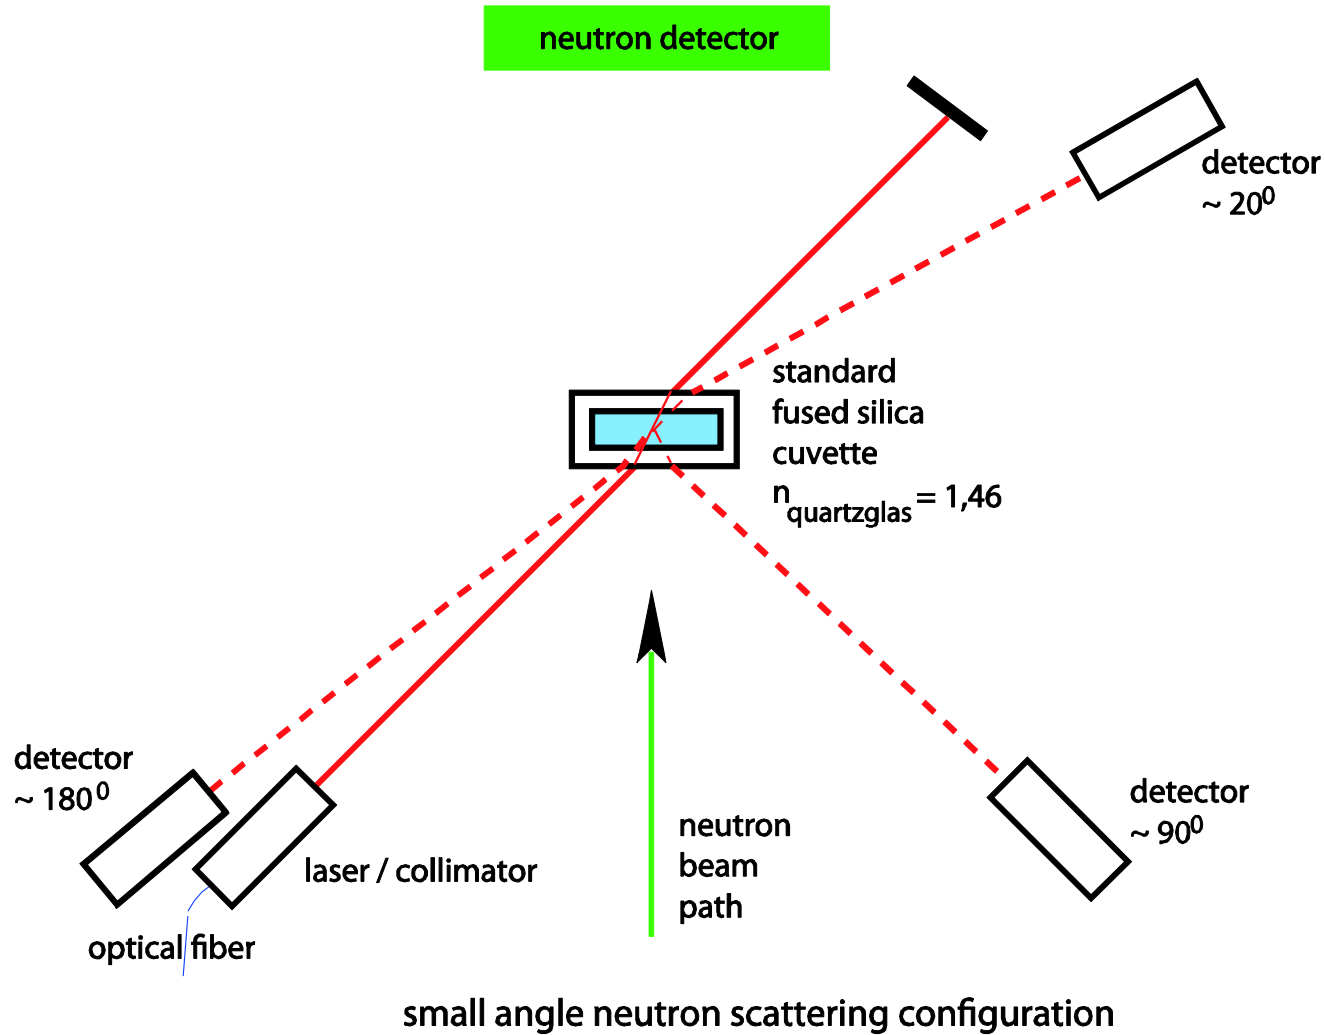 neutron detector
detector
~ 20⁰
standard
fused silica
cuvette
n quartzglas = 1,46
detector
~ 180⁰
laser / collimator
optical fiber
neutron
beam
path
detector
~ 90⁰
small angle neutron scattering configuration